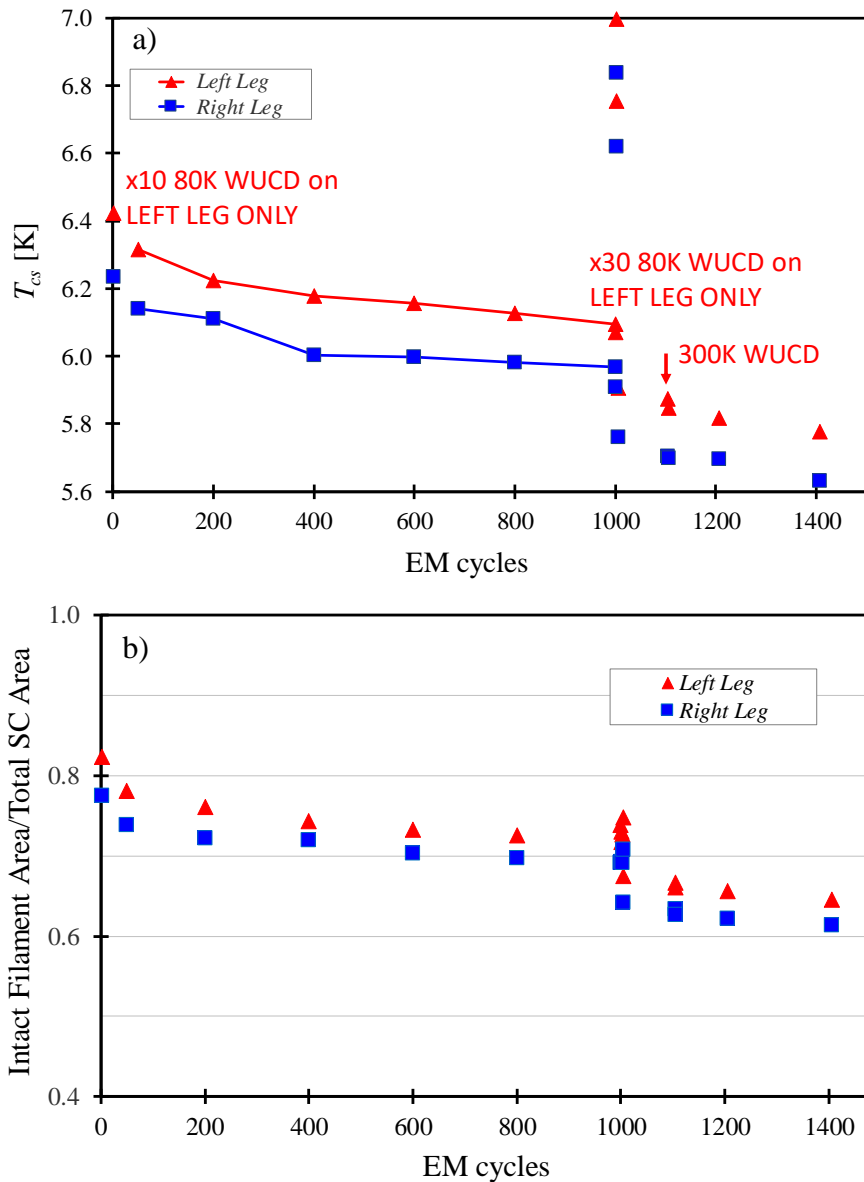 a)
Left Leg
Right Leg
x10 80K WUCD on
LEFT LEG ONLY
x30 80K WUCD on
LEFT LEG ONLY
300K WUCD
7.0
6.8
6.6
6.4
6.2
6.0
5.8
5.6
Tcs [K]
0 200 400 600 800 1000 1200 1400
EM cycles
b)
Left Leg
Right Leg
1.0
0.8
0.6
0.4
Intact Filament Area/Total SC Area
0 200 400 600 800 1000 1200 1400
EM cycles